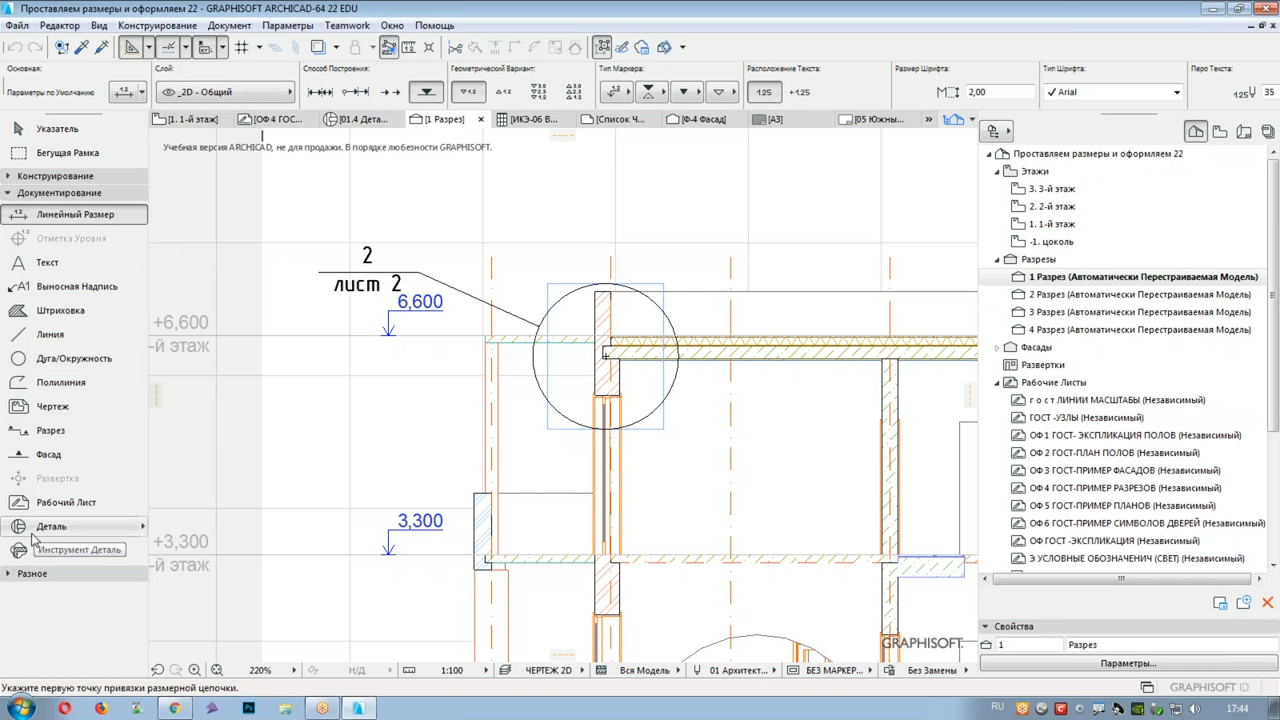 Проставляем размеры и оформляем 22 - GRAPHISOFT ARCHICAD-64 22 EDU
Файл Редактор Вид Конструирование Документ Параметры Teamwork Окно Помощь
Основная: Слой: Способ Построения: Геометрический Вариант: Тип Маркера: Расположение Текста: Размер Шрифта: Тип Шрифта: Перо Текста:
Параметры по Умолчанию _2D - Общий 1.25 +1.25 2,00 Arial 35
[1. 1-й этаж] [ОФ 4 ГОС... [01.4 Дета... [1 Разрез] [ИКЭ-06 В... [Список Ч... [Ф-4 Фасад] [А3] [05 Южны...
Указатель
Бегущая Рамка
Конструирование
Документирование
Линейный Размер
Отметка Уровня
Текст
Выносная Надпись
Штриховка
Линия
Дуга/Окружность
Полилиния
Чертеж
Разрез
Фасад
Развертка
Рабочий Лист
Деталь
Инструмент Деталь
Разное
Учебная версия ARCHICAD, не для продажи. В порядке любезности GRAPHISOFT.
2
лист 2
6,600
+6,600
-й этаж
3,300
+3,300
-й этаж
GRAPHISOFT.
Проставляем размеры и оформляем 22
Этажи
3. 3-й этаж
2. 2-й этаж
1. 1-й этаж
-1. цоколь
Разрезы
1 Разрез (Автоматически Перестраиваемая Модель)
2 Разрез (Автоматически Перестраиваемая Модель)
3 Разрез (Автоматически Перестраиваемая Модель)
4 Разрез (Автоматически Перестраиваемая Модель)
Фасады
Развертки
Рабочие Листы
г о с т ЛИНИИ МАСШТАБЫ (Независимый)
ГОСТ -УЗЛЫ (Независимый)
ОФ 1 ГОСТ- ЭКСПЛИКАЦИЯ ПОЛОВ (Независимый)
ОФ 2 ГОСТ-ПЛАН ПОЛОВ (Независимый)
ОФ 3 ГОСТ-ПРИМЕР ФАСАДОВ (Независимый)
ОФ 4 ГОСТ-ПРИМЕР РАЗРЕЗОВ (Независимый)
ОФ 5 ГОСТ-ПРИМЕР ПЛАНОВ (Независимый)
ОФ 6 ГОСТ-ПРИМЕР СИМВОЛОВ ДВЕРЕЙ (Независимый)
ОФ ГОСТ -ЭКСПЛИКАЦИЯ (Независимый)
Э УСЛОВНЫЕ ОБОЗНАЧЕНИЧ (СВЕТ) (Независимый)
Свойства
1 Разрез
Параметры...
220% Н/Д 1:100 ЧЕРТЕЖ 2D Вся Модель 01 Архитект... БЕЗ МАРКЕР... Без Замены
Укажите первую точку привязки размерной цепочки.
GRAPHISOFT ID
RU 17:44